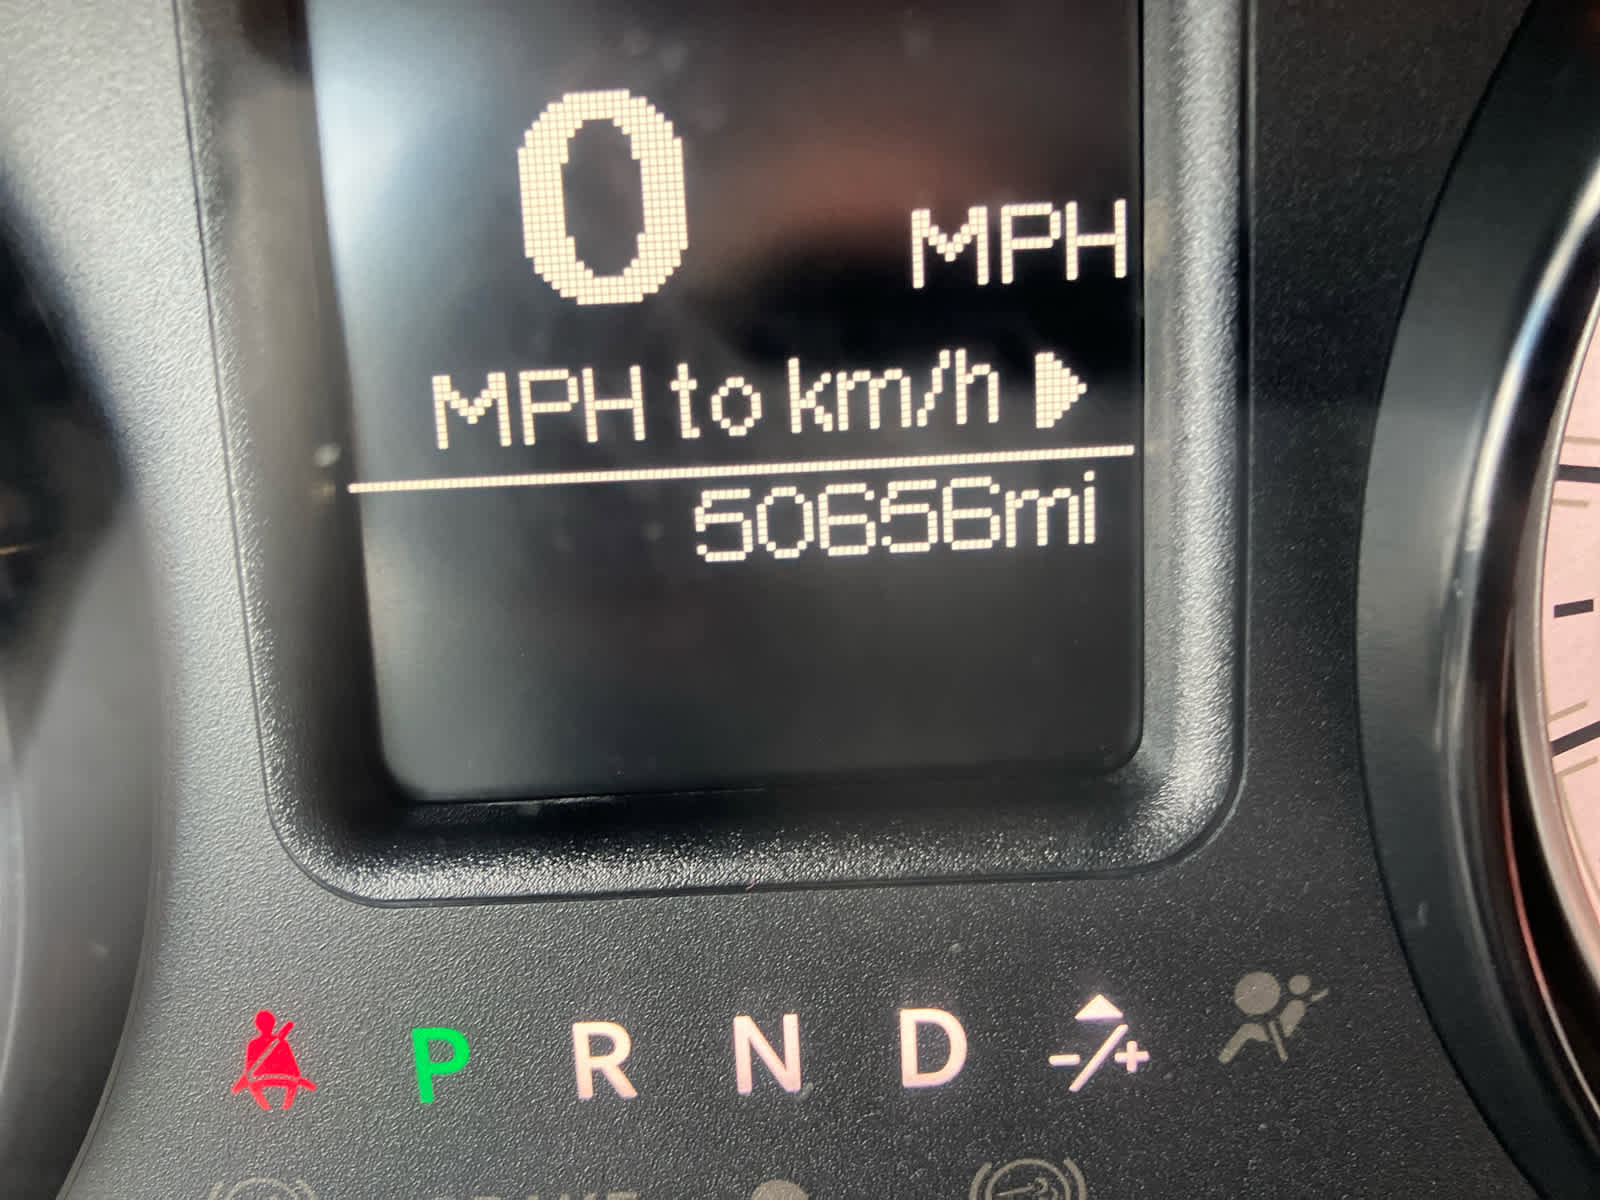 0 MPH
MPH to km/h
50656mi
P R N D -/+